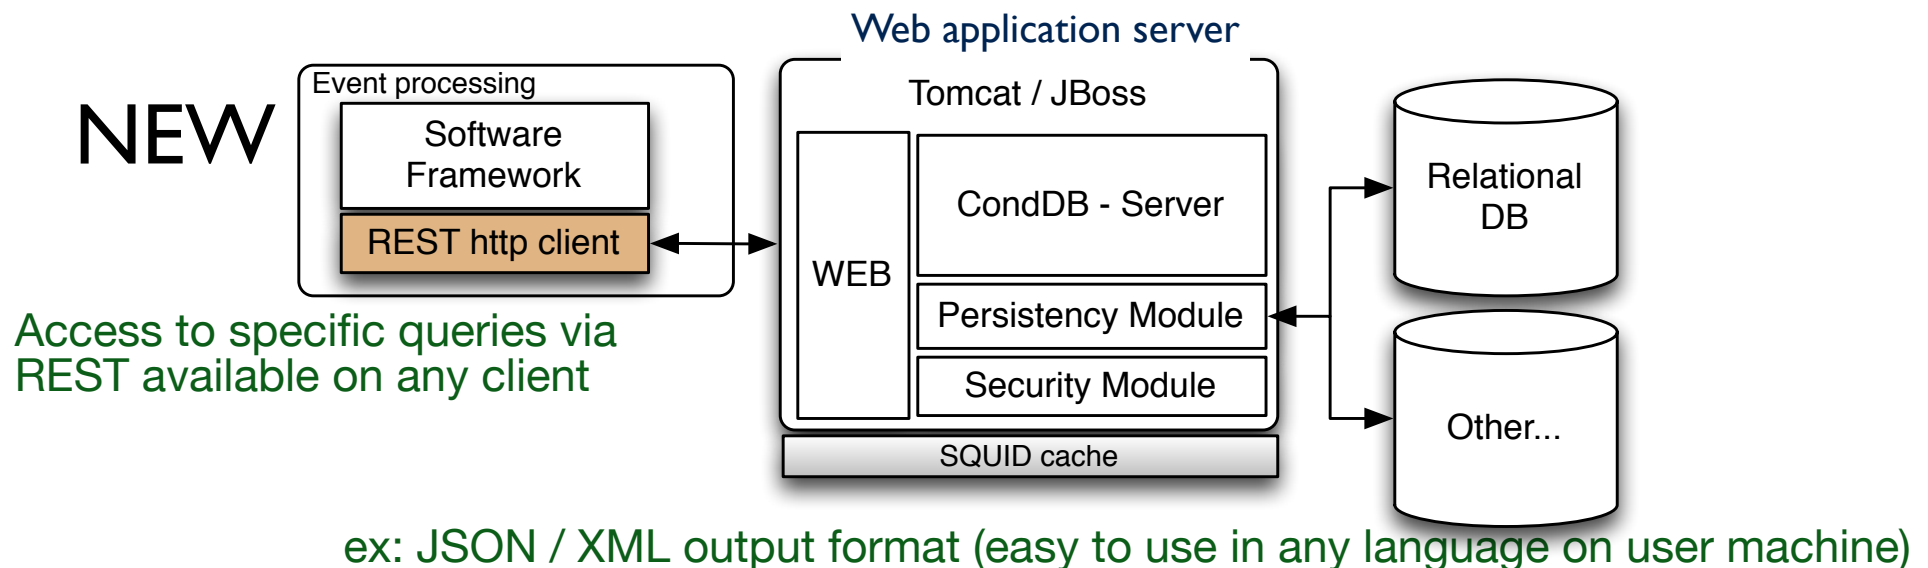 Web application server
NEW
Event processing
Software
Framework
REST http client
Tomcat / JBoss
WEB
CondDB - Server
Persistency Module
Security Module
SQUID cache
Relational
DB
Other...
Access to specific queries via
REST available on any client
ex: JSON / XML output format (easy to use in any language on user machine)